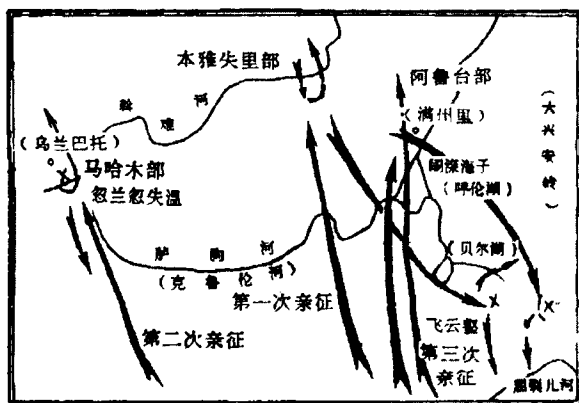 本雅失里部
阿鲁台部
斡难河
(满州里)
(大兴安岭)
(乌兰巴托)
马哈木部
忽兰忽失温
阔滦海子
(呼伦湖)
胪朐河
(克鲁伦河)
(贝尔湖)
第一次亲征
第二次亲征
飞云壑
第三次
亲征
屈裂儿河